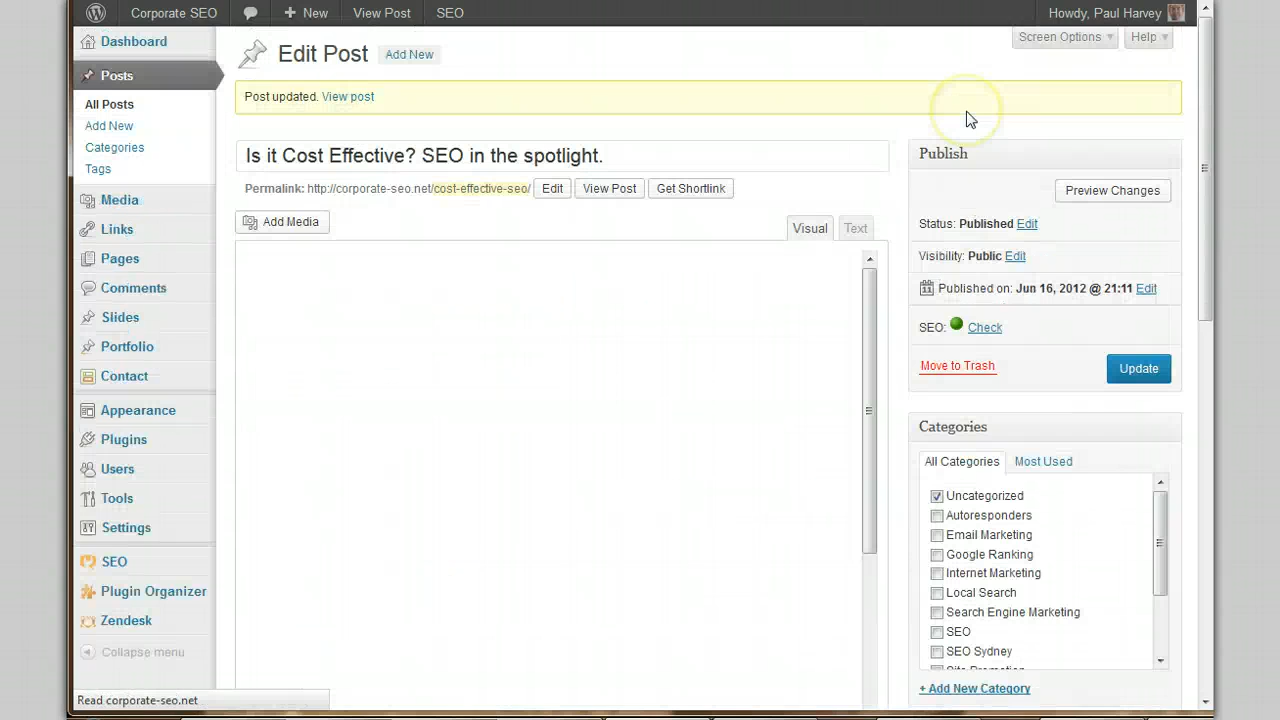 Corporate SEO
New
View Post
SEO
Howdy, Paul Harvey
Dashboard
Posts
All Posts
Add New
Categories
Tags
Media
Links
Pages
Comments
Slides
Portfolio
Contact
Appearance
Plugins
Users
Tools
Settings
SEO
Plugin Organizer
Zendesk
Collapse menu
Read corporate-seo.net
Screen Options
Help
Edit Post
Add New
Post updated. View post
Is it Cost Effective? SEO in the spotlight.
Permalink: http://corporate-seo.net/cost-effective-seo/ Edit View Post Get Shortlink
Add Media
Visual
Text
Publish
Preview Changes
Status: Published Edit
Visibility: Public Edit
11 Published on: Jun 16, 2012 @ 21:11 Edit
SEO: Check
Move to Trash
Update
Categories
All Categories
Most Used
Uncategorized
Autoresponders
Email Marketing
Google Ranking
Internet Marketing
Local Search
Search Engine Marketing
SEO
SEO Sydney
Site Promotion
+ Add New Category